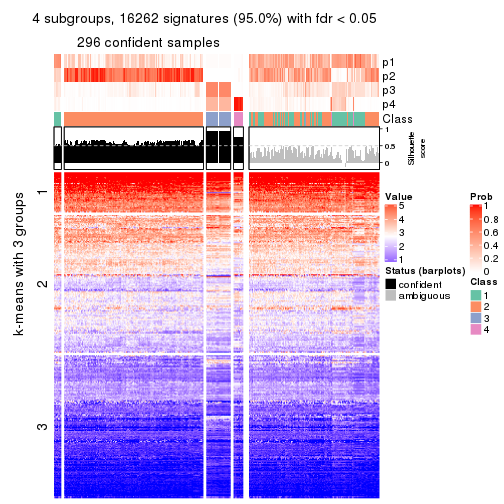 4 subgroups, 16262 signatures (95.0%) with fdr < 0.05
296 confident samples
p1
p2
p3
p4
Class
1
0.5
0
Silhouette
score
k-means with 3 groups
1
2
3
Value
5
4
3
2
1
Status (barplots)
confident
ambiguous
Prob
1
0.8
0.6
0.4
0.2
0
Class
1
2
3
4